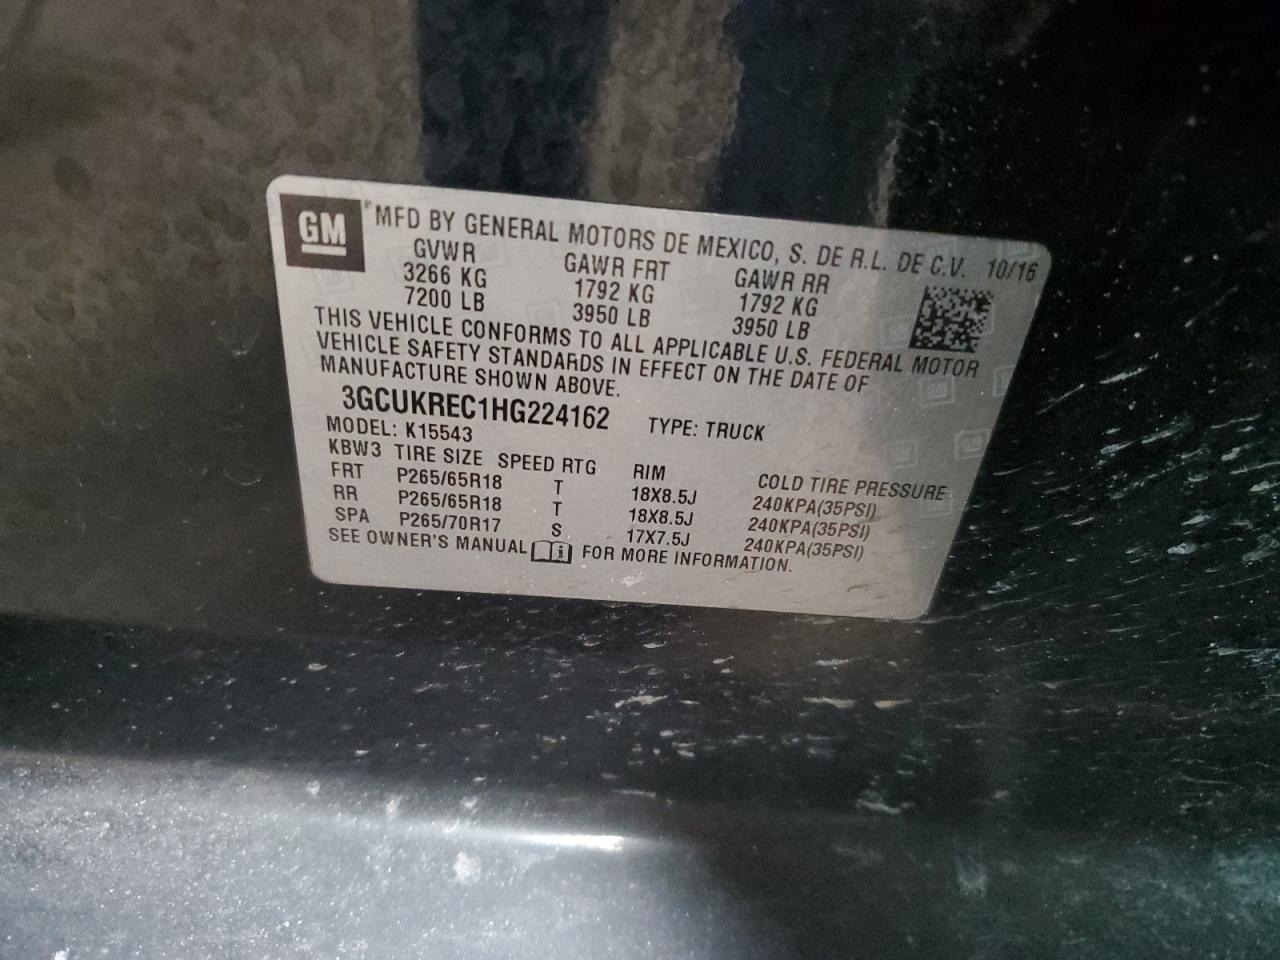 GM
® MFD BY GENERAL MOTORS DE MEXICO, S. DE R.L. DE C.V. 10/16
GVWR GAWR FRT GAWR RR
3266 KG 1792 KG 1792 KG
7200 LB 3950 LB 3950 LB
THIS VEHICLE CONFORMS TO ALL APPLICABLE U.S. FEDERAL MOTOR
VEHICLE SAFETY STANDARDS IN EFFECT ON THE DATE OF
MANUFACTURE SHOWN ABOVE.
3GCUKREC1HG224162 TYPE: TRUCK
MODEL: K15543
KBW3 TIRE SIZE SPEED RTG RIM COLD TIRE PRESSURE
FRT P265/65R18 T 18X8.5J 240KPA(35PSI)
RR P265/65R18 T 18X8.5J 240KPA(35PSI)
SPA P265/70R17 S 17X7.5J 240KPA(35PSI)
SEE OWNER'S MANUAL i FOR MORE INFORMATION.